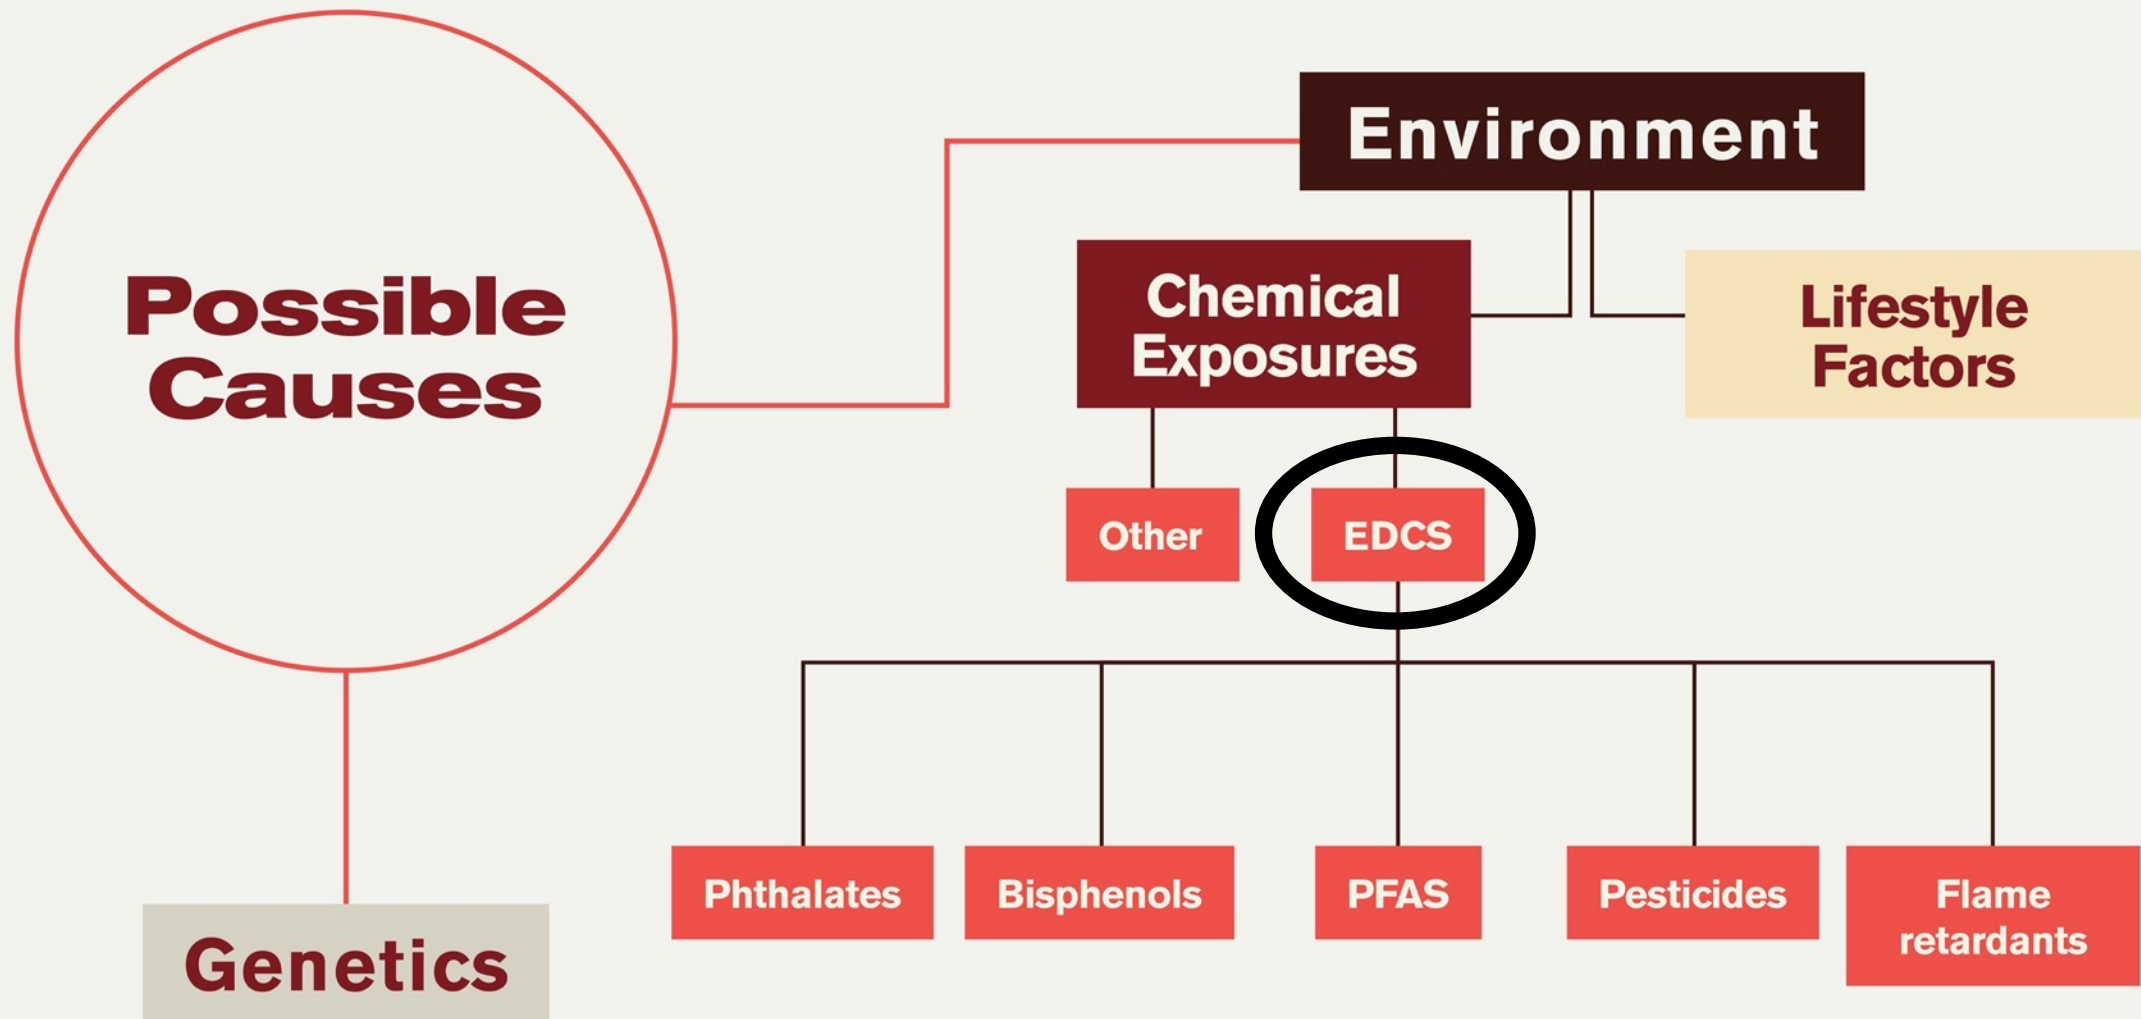 Possible
Causes
Environment
Chemical
Exposures
Lifestyle
Factors
Other
EDCS
Phthalates
Bisphenols
PFAS
Pesticides
Flame
retardants
Genetics